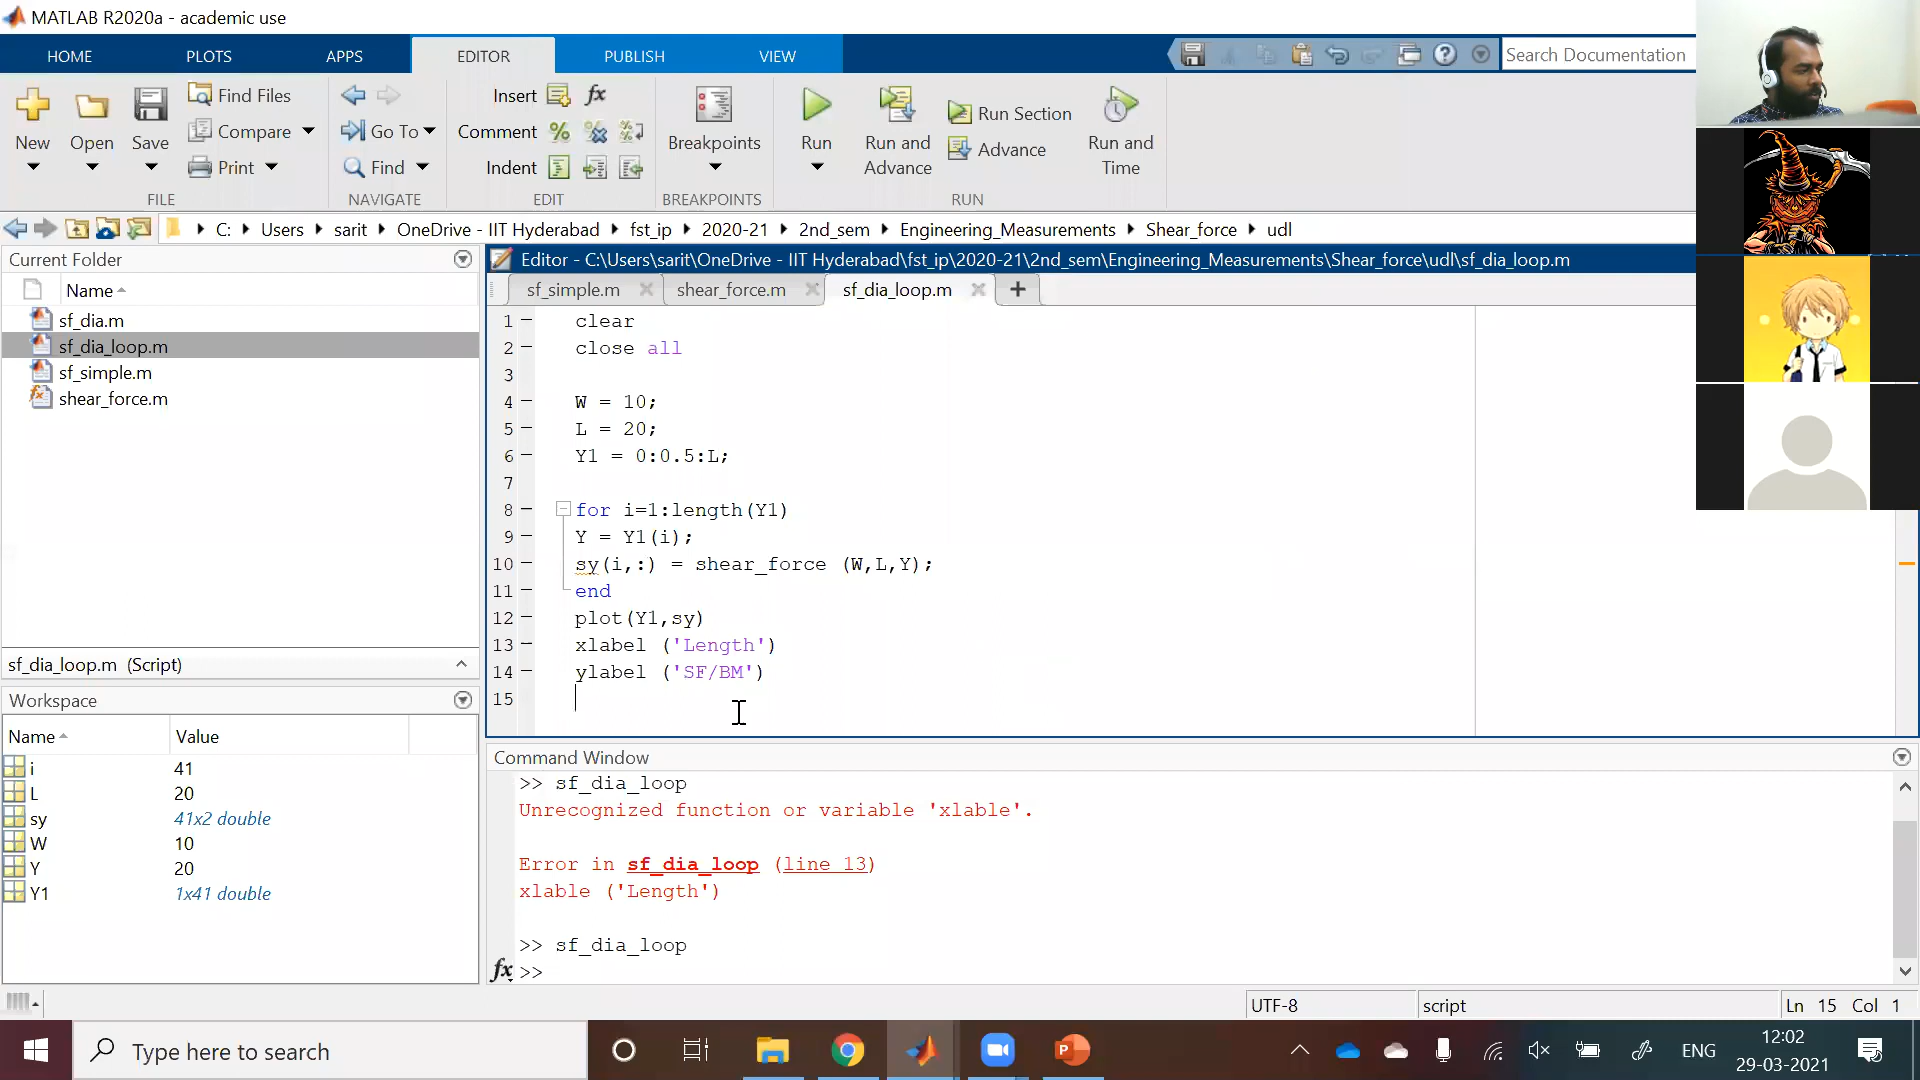 MATLAB R2020a - academic use
HOME PLOTS APPS EDITOR PUBLISH VIEW
Search Documentation
New
Open
Save
Find Files
Compare
Print
FILE
Go To
Find
NAVIGATE
Insert fx
Comment
Indent
EDIT
Breakpoints
BREAKPOINTS
Run
Run and
Advance
Run Section
Advance
Run and
Time
RUN
C: Users sarit OneDrive - IIT Hyderabad fst_ip 2020-21 2nd_sem Engineering_Measurements Shear_force udl
Current Folder
Name
sf_dia.m
sf_dia_loop.m
sf_simple.m
shear_force.m
sf_dia_loop.m (Script)
Workspace
Name Value
i 41
L 20
sy 41x2 double
W 10
Y 20
Y1 1x41 double
Editor - C:\Users\sarit\OneDrive - IIT Hyderabad\fst_ip\2020-21\2nd_sem\Engineering_Measurements\Shear_force\udl\sf_dia_loop.m
sf_simple.m shear_force.m sf_dia_loop.m
1 clear
2 close all
3
4 W = 10;
5 L = 20;
6 Y1 = 0:0.5:L;
7
8 for i=1:length(Y1)
9 Y = Y1(i);
10 sy(i,:) = shear_force (W,L,Y);
11 end
12 plot(Y1,sy)
13 xlabel ('Length')
14 ylabel ('SF/BM')
15
Command Window
>> sf_dia_loop
Unrecognized function or variable 'xlable'.
Error in sf_dia_loop (line 13)
xlable ('Length')
>> sf_dia_loop
fx >>
UTF-8 script Ln 15 Col 1
Type here to search
ENG
12:02
29-03-2021